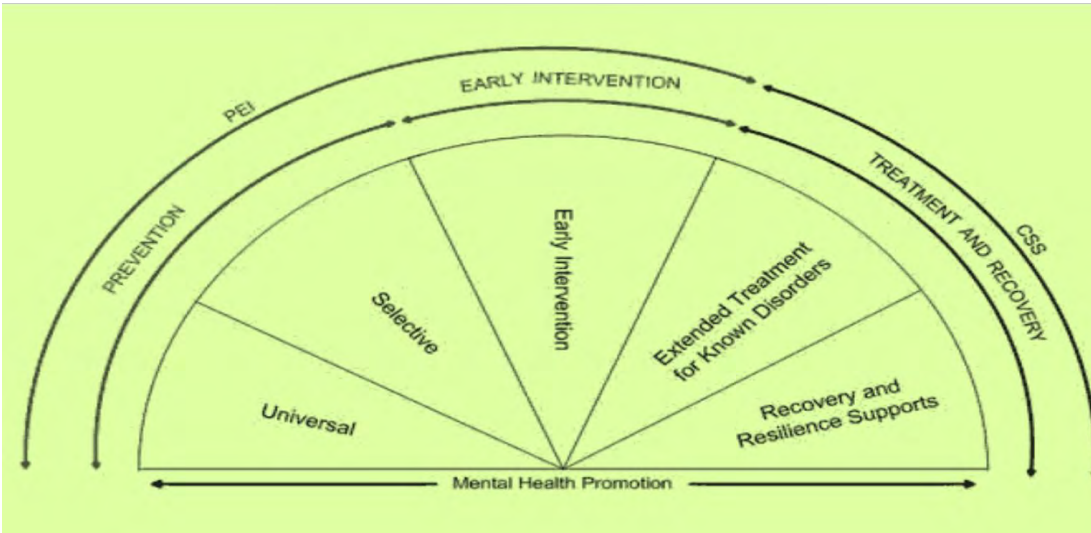 PEI
EARLY INTERVENTION
PREVENTION
TREATMENT AND RECOVERY
CSS
Universal
Selective
Early Intervention
Extended Treatment
for Known Disorders
Recovery and
Resilience Supports
Mental Health Promotion